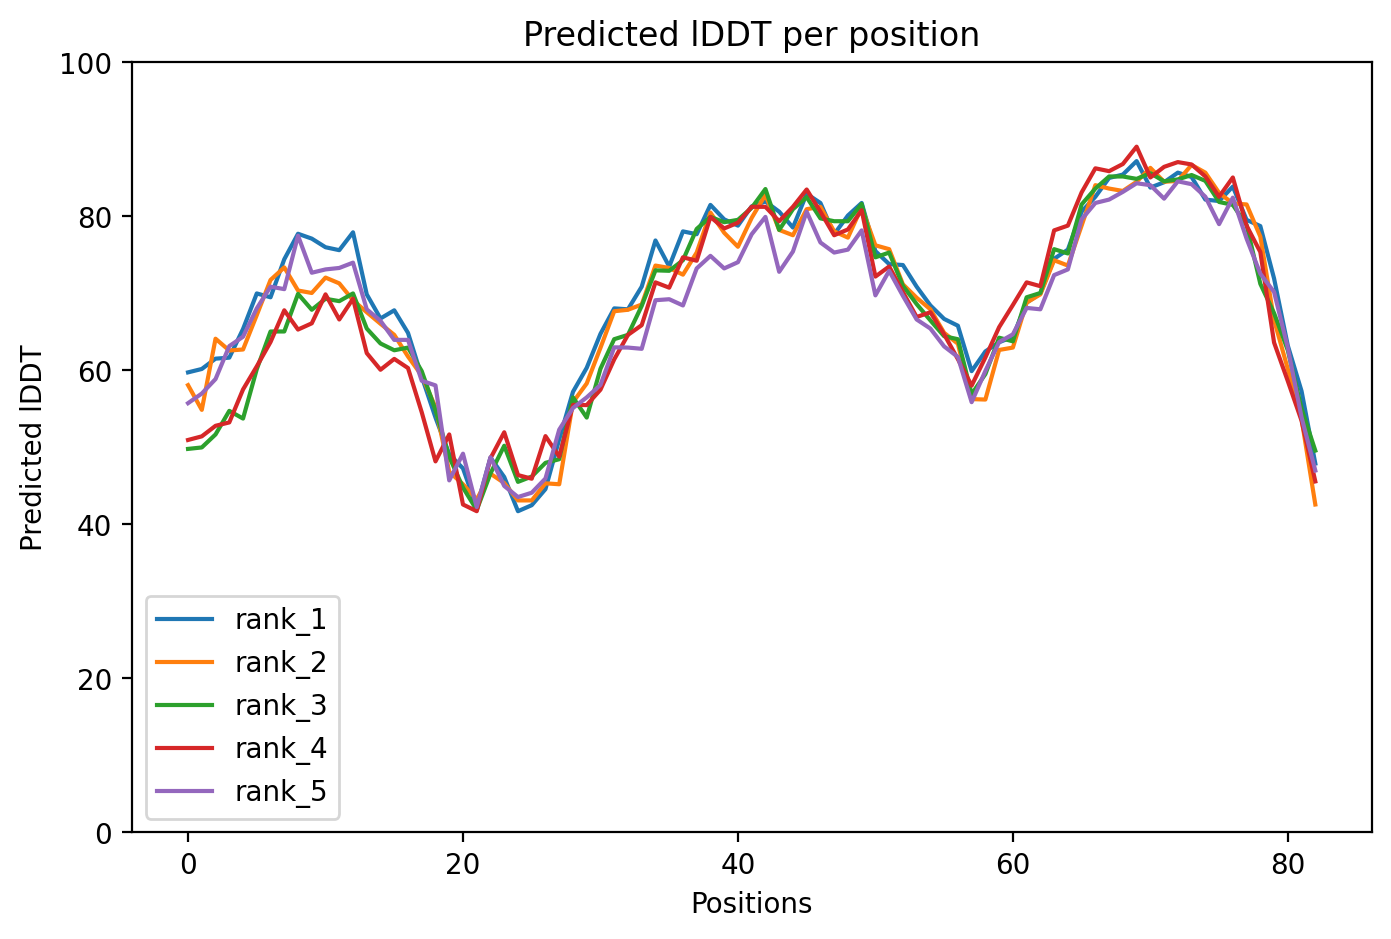 Predicted lDDT per position
100
80
60
40
20
0
Predicted lDDT
rank_1
rank_2
rank_3
rank_4
rank_5
0 20 40 60 80
Positions